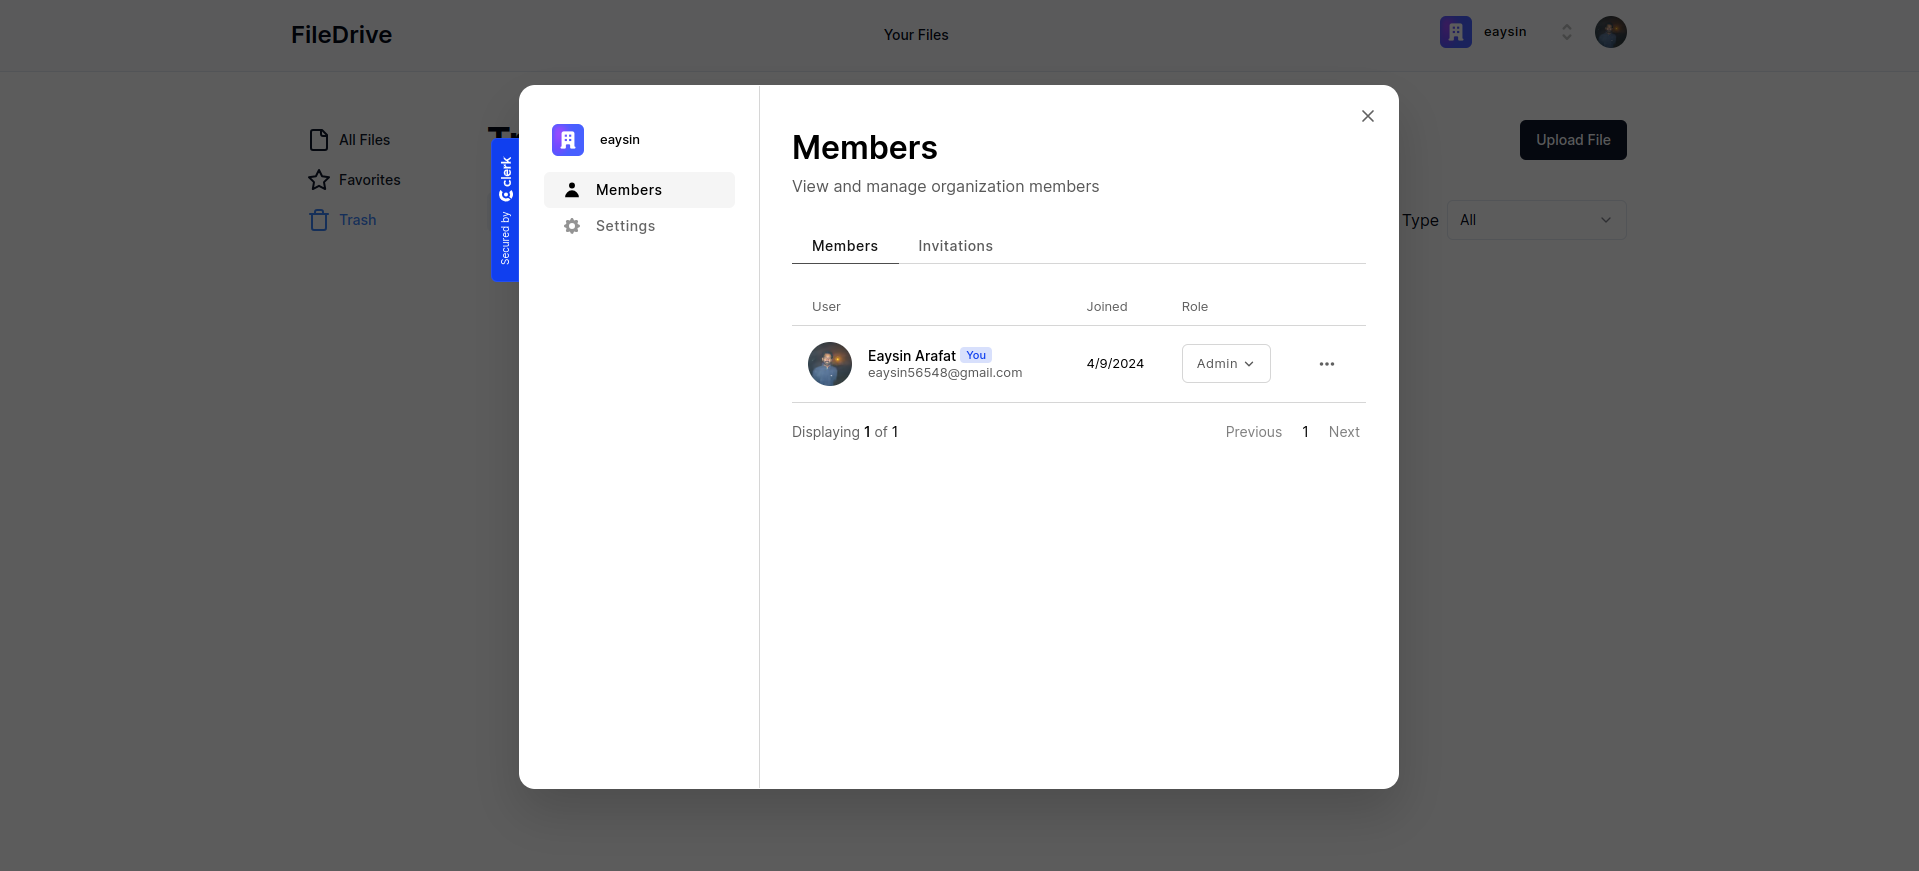 FileDrive
Your Files
eaysin
All Files
Favorites
Trash
Upload File
Type
All
Secured by clerk
eaysin
Members
Settings
Members
View and manage organization members
Members Invitations
User Joined Role
Eaysin Arafat You
eaysin56548@gmail.com
4/9/2024
Admin
Displaying 1 of 1
Previous 1 Next